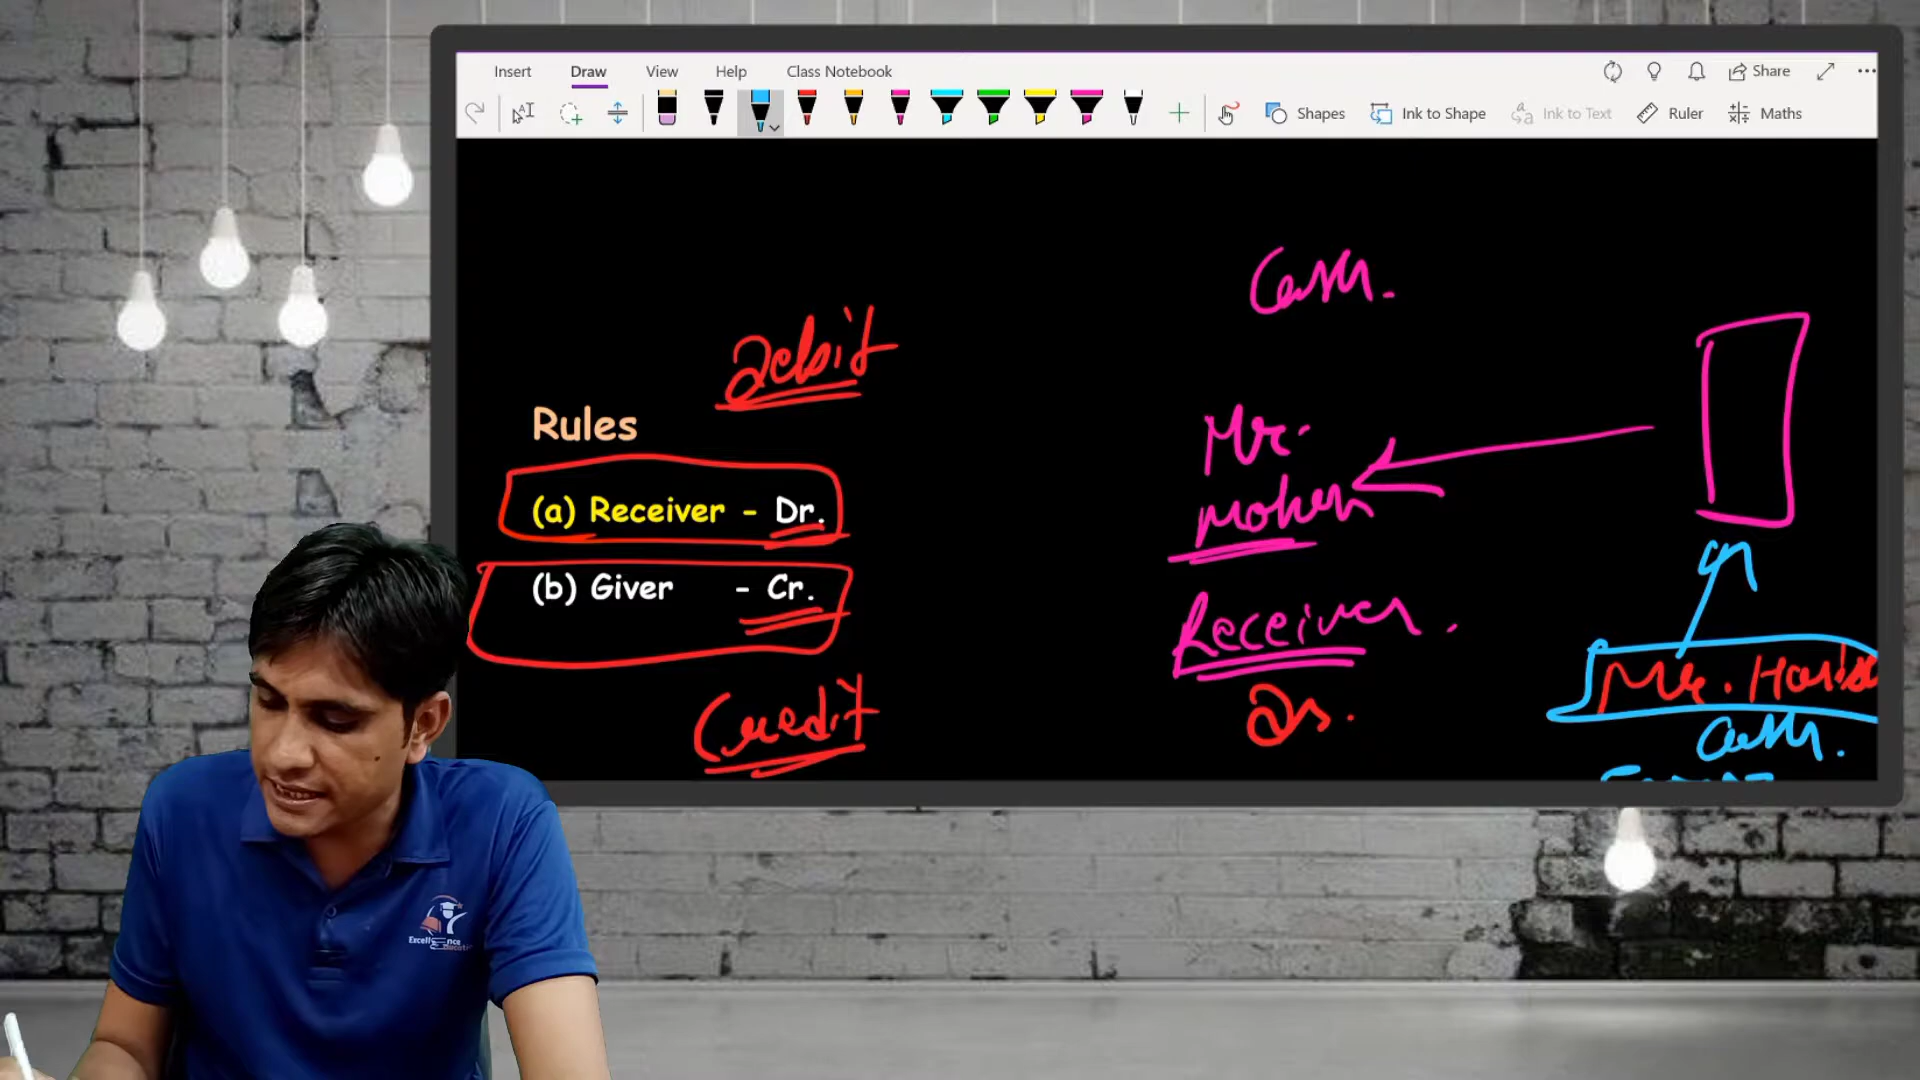 Insert Draw View Help Class Notebook Share
Shapes Ink to Shape Ink to Text Ruler Maths
Cash.
Debit
Rules
Mr.
(a) Receiver - Dr.
Mohan
(b) Giver - Cr.
Receiver.
Mr. Haris
Credit
Dr.
Cash.